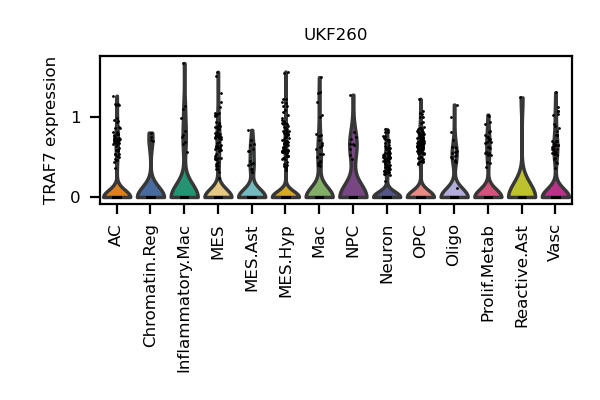 UKF260
TRAF7 expression
1
0
AC
Chromatin.Reg
Inflammatory.Mac
MES
MES.Ast
MES.Hyp
Mac
NPC
Neuron
OPC
Oligo
Prolif.Metab
Reactive.Ast
Vasc